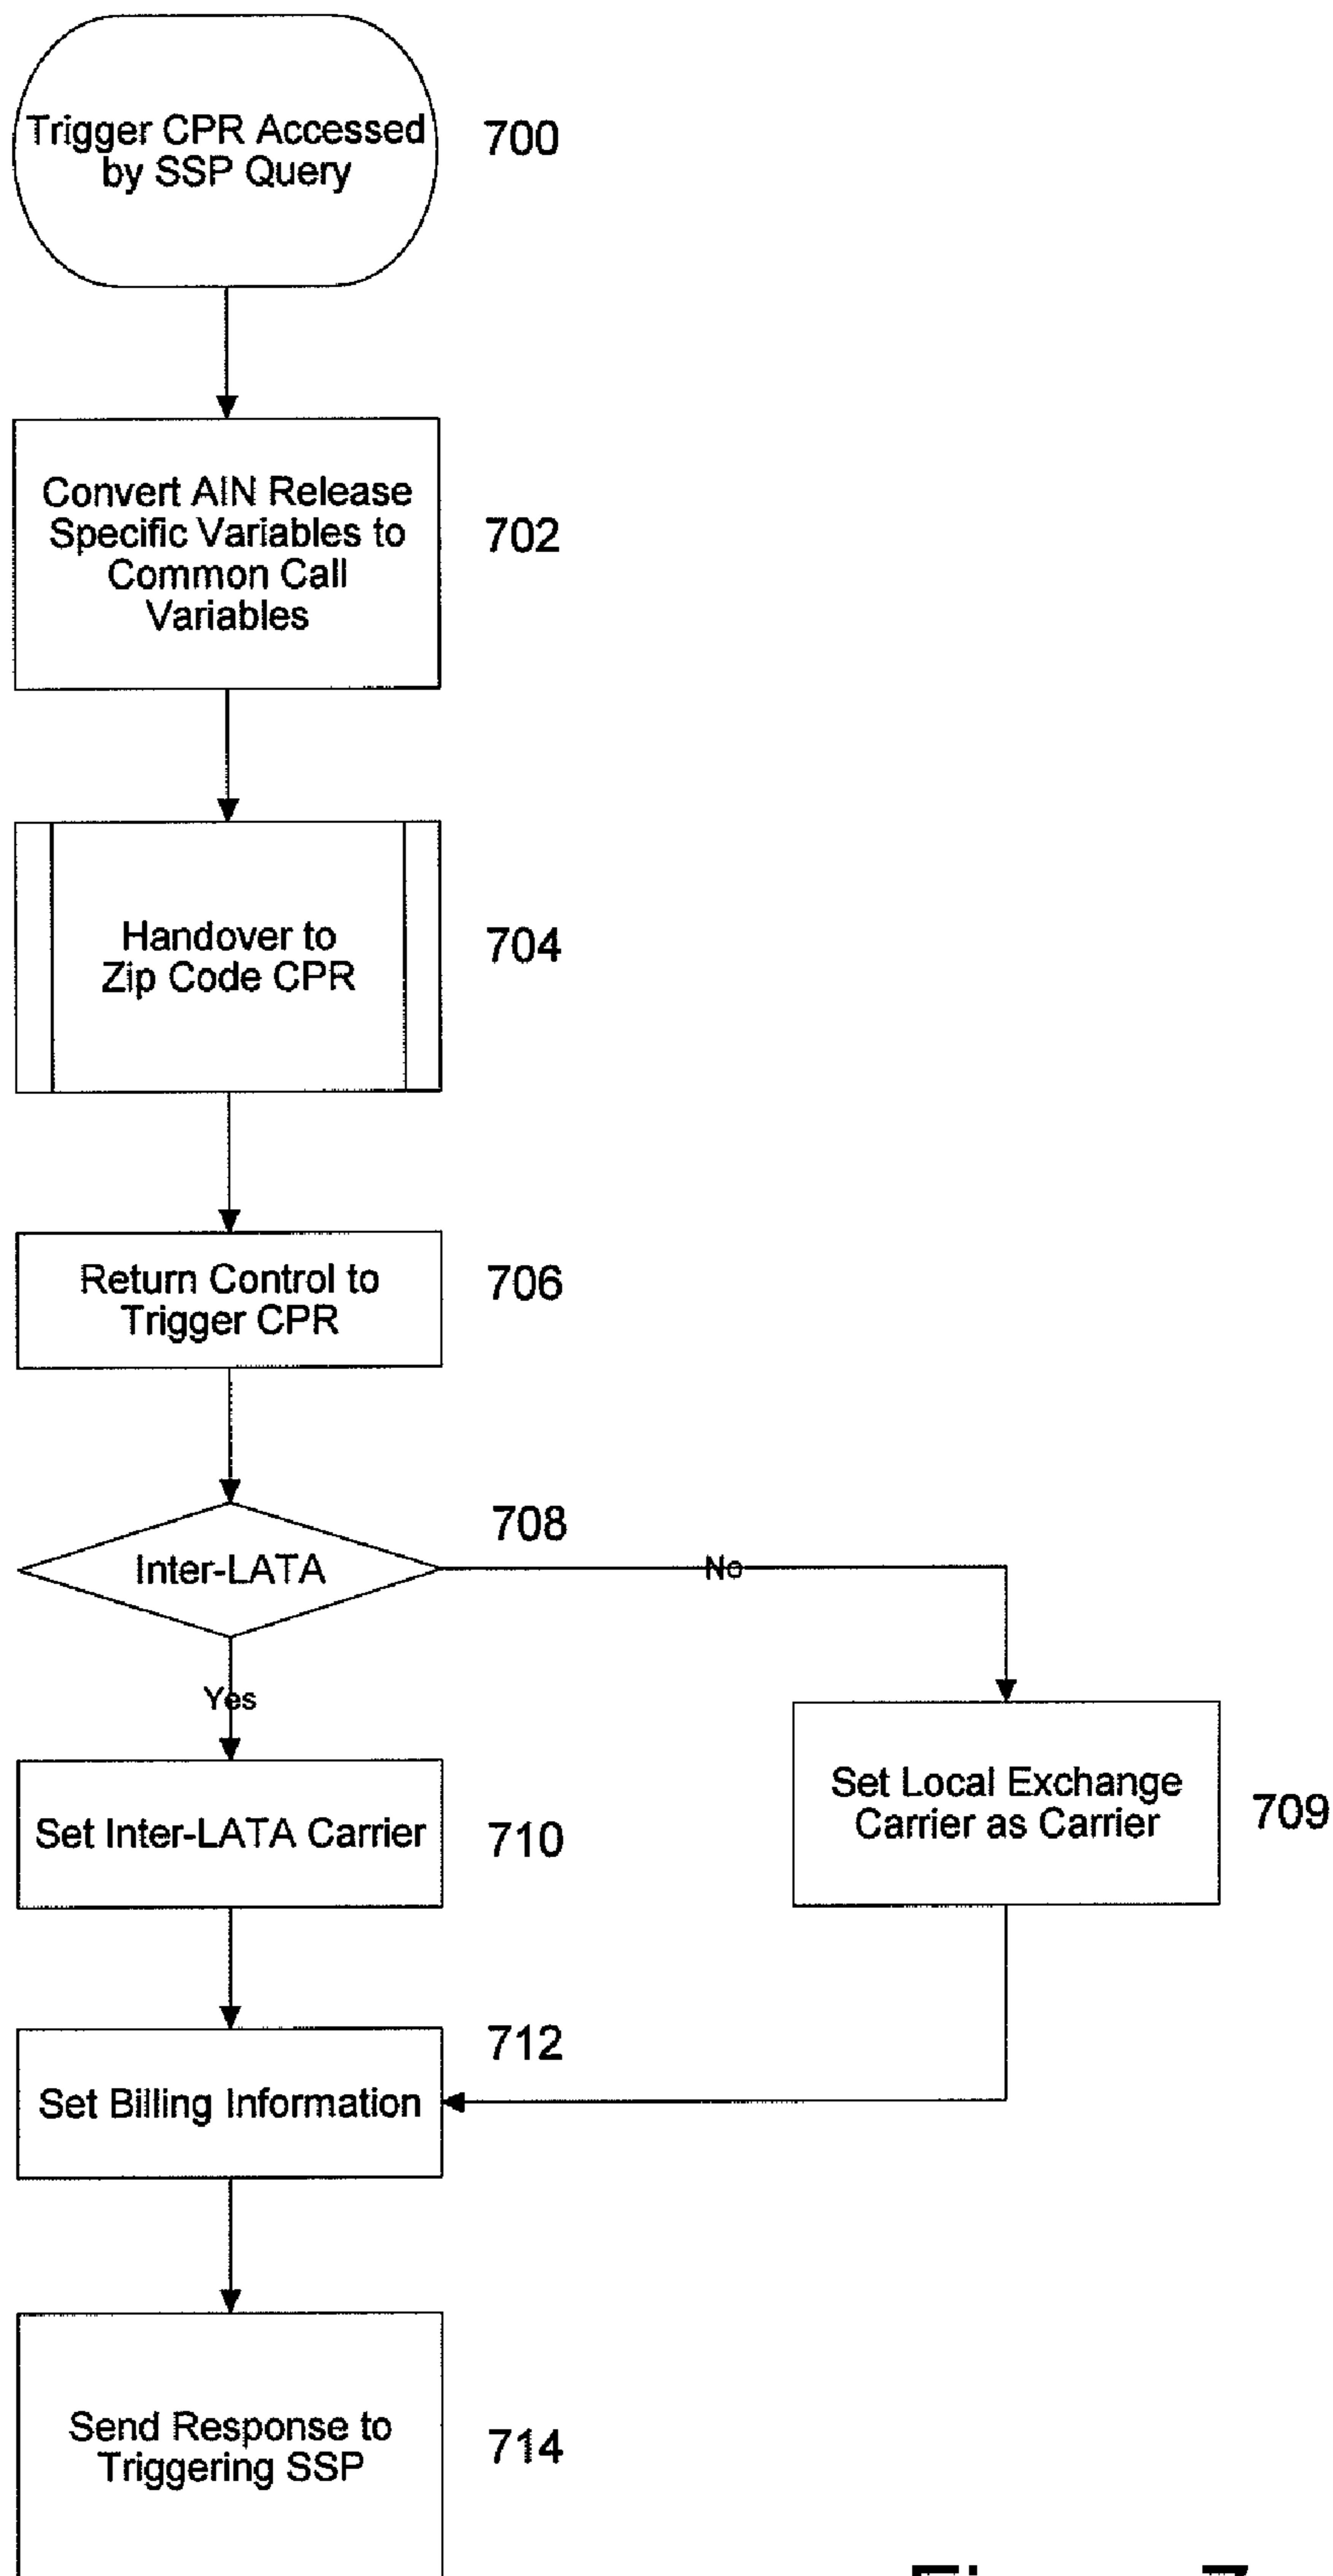 Trigger CPR Accessed
by SSP Query
700
Convert AIN Release
Specific Variables to
Common Call
Variables
702
Handover to
Zip Code CPR
704
Return Control to
Trigger CPR
706
708
Inter-LATA
No
Yes
Set Local Exchange
Carrier as Carrier
709
Set Inter-LATA Carrier
710
712
Set Billing Information
Send Response to
Triggering SSP
714